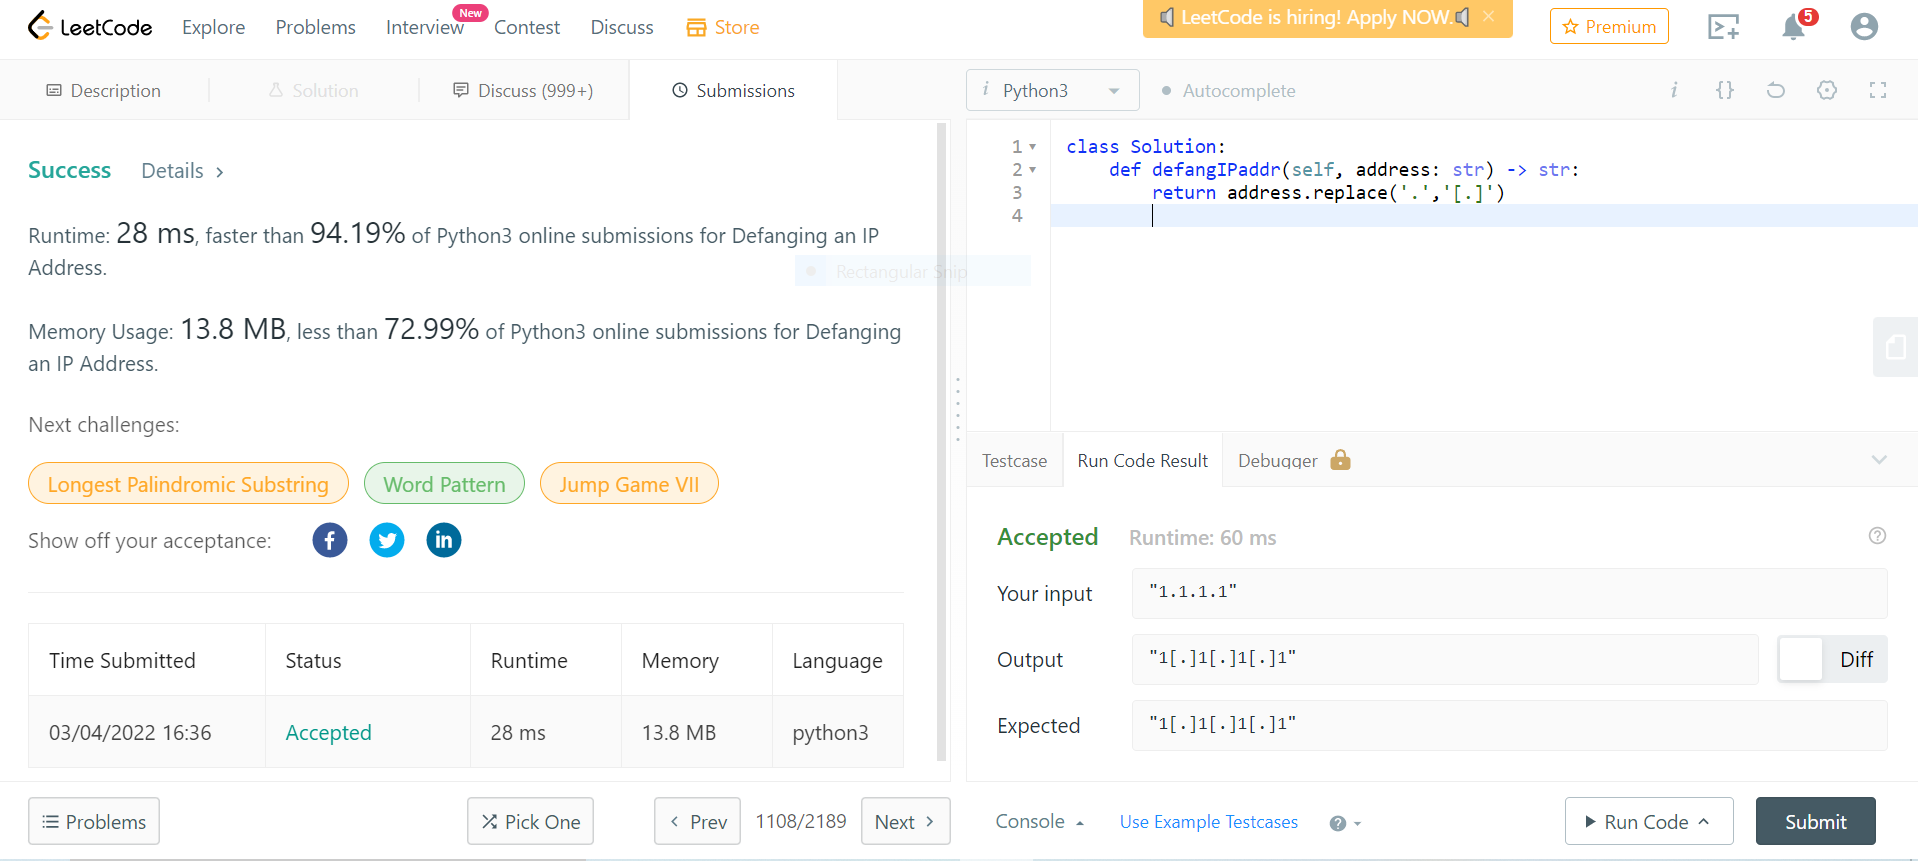 LeetCode Explore Problems Interview New Contest Discuss Store LeetCode is hiring! Apply NOW. × Premium 5
Description Solution Discuss (999+) Submissions
Success Details >
Runtime: 28 ms, faster than 94.19% of Python3 online submissions for Defanging an IP
Address.
Memory Usage: 13.8 MB, less than 72.99% of Python3 online submissions for Defanging
an IP Address.
Next challenges:
Longest Palindromic Substring Word Pattern Jump Game VII
Show off your acceptance: f in
Time Submitted Status Runtime Memory Language
03/04/2022 16:36 Accepted 28 ms 13.8 MB python3
Problems Pick One < Prev 1108/2189 Next >
Rectangular Snip
i Python3 Autocomplete i {}
1 class Solution:
2 def defangIPaddr(self, address: str) -> str:
3 return address.replace('.','[.]')
4
Testcase Run Code Result Debugger
Accepted Runtime: 60 ms ?
Your input "1.1.1.1"
Output "1[.]1[.]1[.]1" Diff
Expected "1[.]1[.]1[.]1"
Console Use Example Testcases ? Run Code Submit